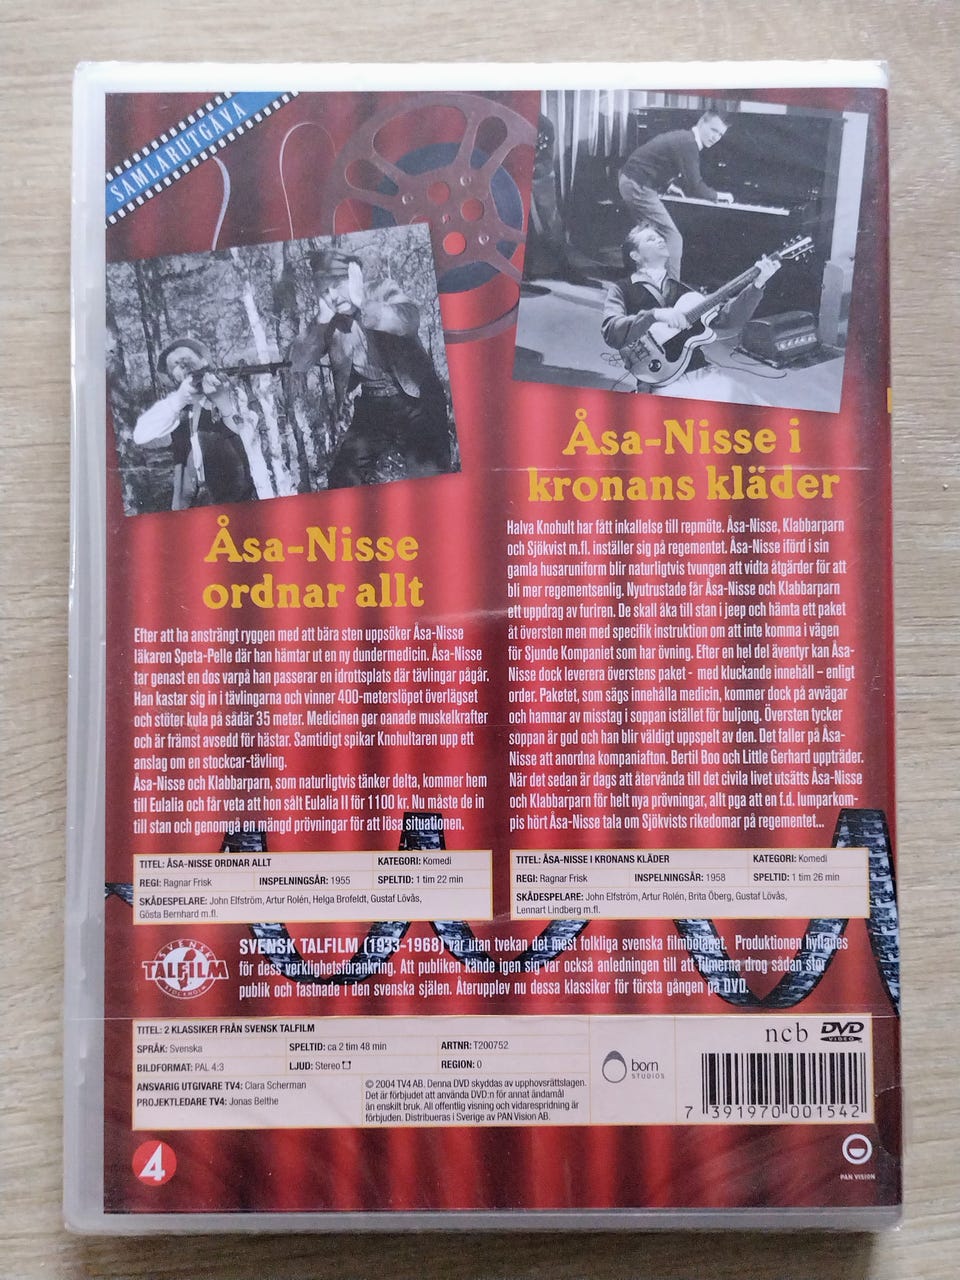 SAMLARUTGÅVA
Åsa-Nisse
ordnar allt
Efter att ha ansträngt ryggen med att bära sten uppsöker Åsa-Nisse
läkaren Speta-Pelle där han hämtar ut en ny dundermedicin. Åsa-Nisse
tar genast en dos varpå han passerar en idrottsplats där tävlingar pågår.
Han kastar sig in i tävlingarna och vinner 400-meterslöpet överlägset
och stöter kula på sådär 35 meter. Medicinen ger oanade muskelkrafter
och är främst avsedd för hästar. Samtidigt spikar Knohultaren upp ett
anslag om en stockcar-tävling.
Åsa-Nisse och Klabbarparn, som naturligtvis tänker delta, kommer hem
till Eulalia och får veta att hon sålt Eulalia II för 1100 kr. Nu måste de in
till stan och genomgå en mängd prövningar för att lösa situationen.
Åsa-Nisse i
kronans kläder
Halva Knohult har fått inkallelse till repmöte. Åsa-Nisse, Klabbarparn
och Sjökvist m.fl. inställer sig på regementet. Åsa-Nisse iförd i sin
gamla husaruniform blir naturligtvis tvungen att vidta åtgärder för att
bli mer regementsenlig. Nyutrustade får Åsa-Nisse och Klabbarparn
ett uppdrag av furiren. De skall åka till stan i jeep och hämta ett paket
åt översten men med specifik instruktion om att inte komma i vägen
för Sjunde Kompaniet som har övning. Efter en hel del äventyr kan Åsa-
Nisse dock leverera överstens paket - med kluckande innehåll – enligt
order. Paketet, som sägs innehålla medicin, kommer dock på avvägar
och hamnar av misstag i soppan istället för buljong. Översten tycker
soppan är god och han blir väldigt uppspelt av den. Det faller på Åsa-
Nisse att anordna kompaniafton. Bertil Boo och Little Gerhard uppträder.
När det sedan är dags att återvända till det civila livet utsätts Åsa-Nisse
och Klabbarparn för helt nya prövningar, allt pga att en f.d. lumparkom-
pis hört Åsa-Nisse tala om Sjökvists rikedomar på regementet...
TITEL: ÅSA-NISSE ORDNAR ALLT KATEGORI: Komedi
REGI: Ragnar Frisk INSPELNINGSÅR: 1955 SPELTID: 1 tim 22 min
SKÅDESPELARE: John Elfström, Artur Rolén, Helga Brofeldt, Gustaf Lövås,
Gösta Bernhard m.fl.
TITEL: ÅSA-NISSE I KRONANS KLÄDER KATEGORI: Komedi
REGI: Ragnar Frisk INSPELNINGSÅR: 1958 SPELTID: 1 tim 26 min
SKÅDESPELARE: John Elfström, Artur Rolén, Brita Öberg, Gustaf Lövås,
Lennart Lindberg m.fl.
SVENSK
TALFILM
STOCKHOLM
SVENSK TALFILM (1933-1968) var utan tvekan det mest folkliga svenska filmbolaget. Produktionen hyllades
för dess verklighetsförankring. Att publiken kände igen sig var också anledningen till att filmerna drog sådan stor
publik och fastnade i den svenska själen. Återupplev nu dessa klassiker för första gången på DVD.
TITEL: 2 KLASSIKER FRÅN SVENSK TALFILM
SPRÅK: Svenska SPELTID: ca 2 tim 48 min ARTNR: T200752
BILDFORMAT: PAL 4:3 LJUD: Stereo REGION: 0
ANSVARIG UTGIVARE TV4: Clara Scherman
PROJEKTLEDARE TV4: Jonas Belthe
© 2004 TV4 AB. Denna DVD skyddas av upphovsrättslagen.
Det är förbjudet att använda DVD:n för annat ändamål
än enskilt bruk. All offentlig visning och vidarespridning är
förbjuden. Distribueras i Sverige av PAN Vision AB.
born
STUDIOS
ncb DVD
VIDEO
7 391970 001542
4
PAN VISION